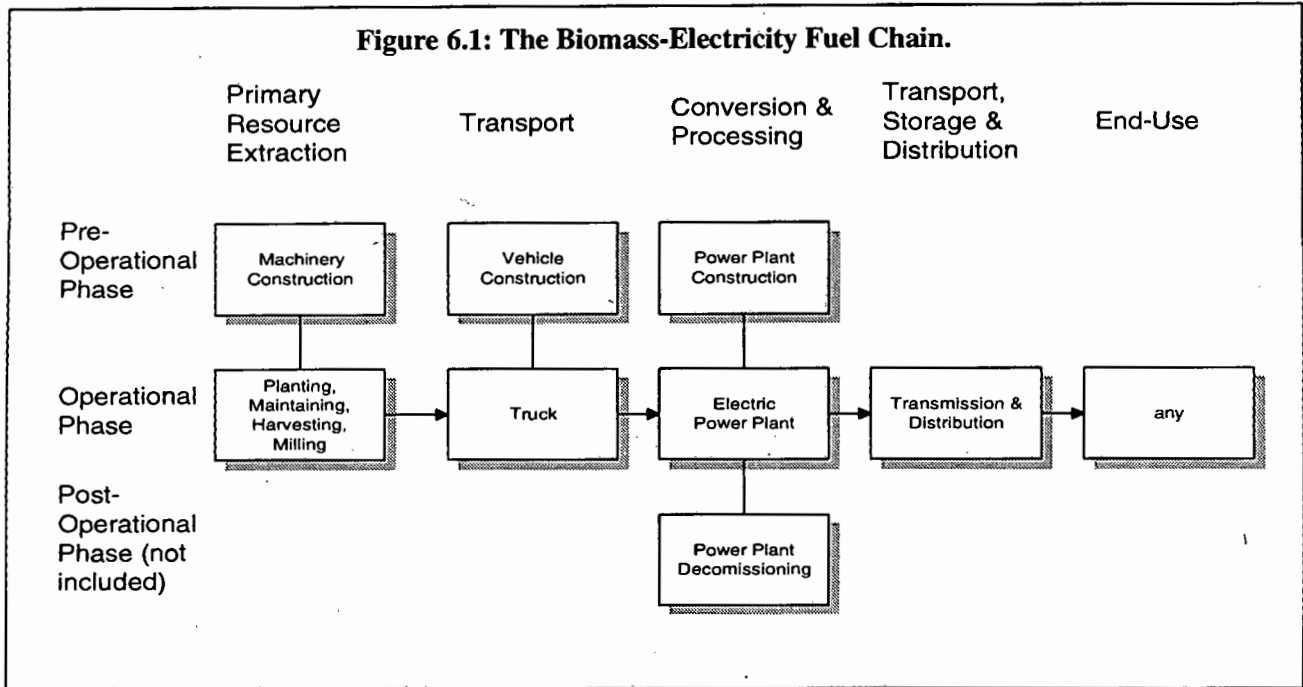 Figure 6.1: The Biomass-Electricity Fuel Chain.
Primary
Resource
Extraction
Transport
Conversion &
Processing
Transport,
Storage &
Distribution
End-Use
Pre-
Operational
Phase
Machinery
Construction
Vehicle
Construction
Power Plant
Construction
Operational
Phase
Planting,
Maintaining,
Harvesting,
Milling
Truck
Electric
Power Plant
Transmission &
Distribution
any
Post-
Operational
Phase (not
included)
Power Plant
Decomissioning